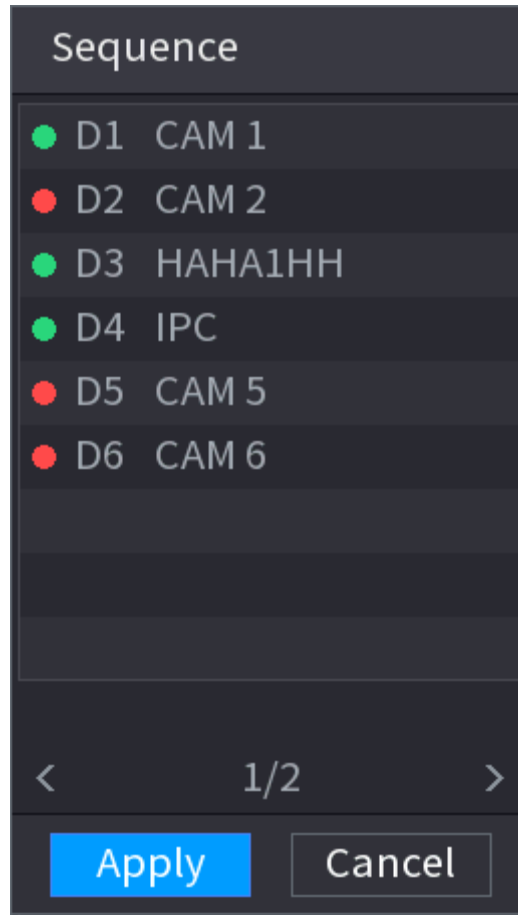 Sequence
D1 CAM 1
D2 CAM 2
D3 HAHA1HH
D4 IPC
D5 CAM 5
D6 CAM 6
< 1/2 >
Apply Cancel